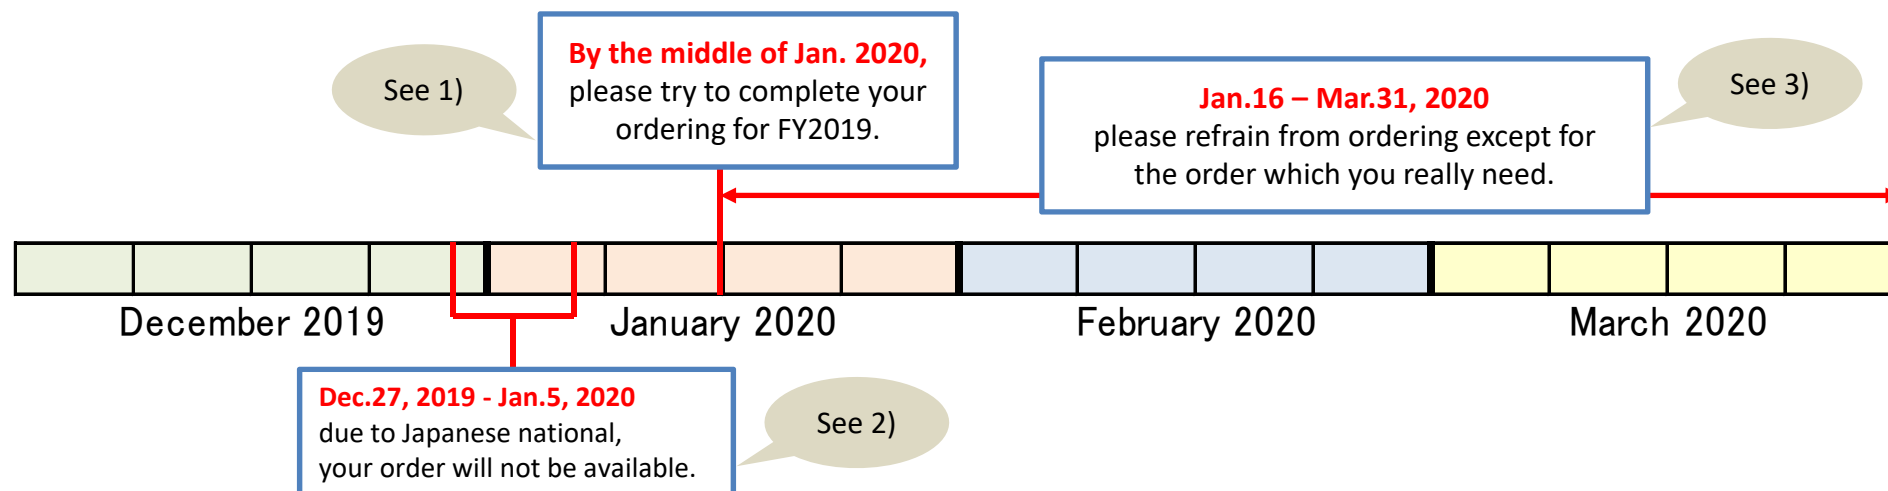 See 1)
By the middle of Jan. 2020,
please try to complete your
ordering for FY2019.
Jan.16 – Mar.31, 2020
please refrain from ordering except for
the order which you really need.
See 3)
December 2019
January 2020
February 2020
March 2020
Dec.27, 2019 - Jan.5, 2020
due to Japanese national,
your order will not be available.
See 2)